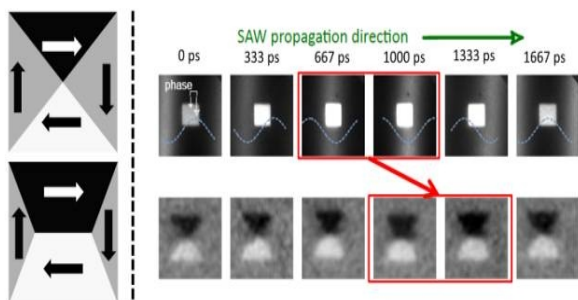 SAW propagation direction
0 ps 333 ps 667 ps 1000 ps 1333 ps 1667 ps
phase